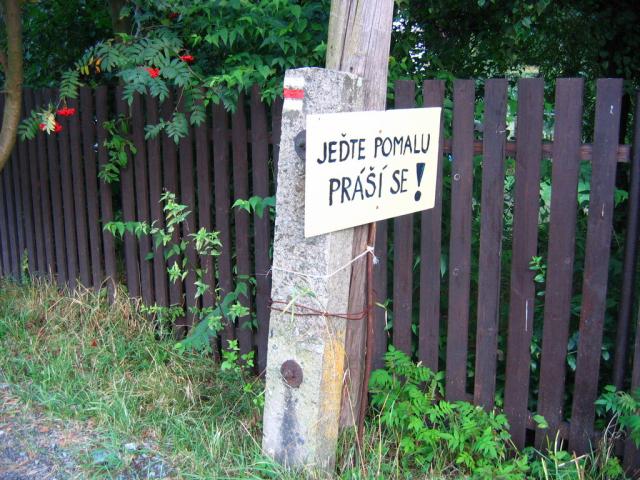 JEĎTE POMALU
PRÁŠÍ SE!